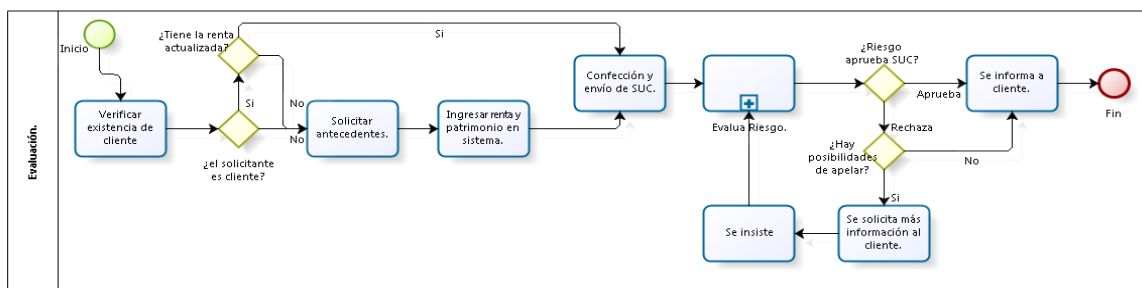 Evaluación.
Inicio
Verificar
existencia de
cliente
¿el solicitante
es cliente?
Si
No
¿Tiene la renta
actualizada?
Si
No
Solicitar
antecedentes.
Ingresar renta y
patrimonio en
sistema.
Confección y
envío de SUC.
Evalua Riesgo.
¿Riesgo
aprueba SUC?
Aprueba
Rechaza
Se informa a
cliente.
Fin
¿Hay
posibilidades
de apelar?
No
Si
Se solicita más
información al
cliente.
Se insiste